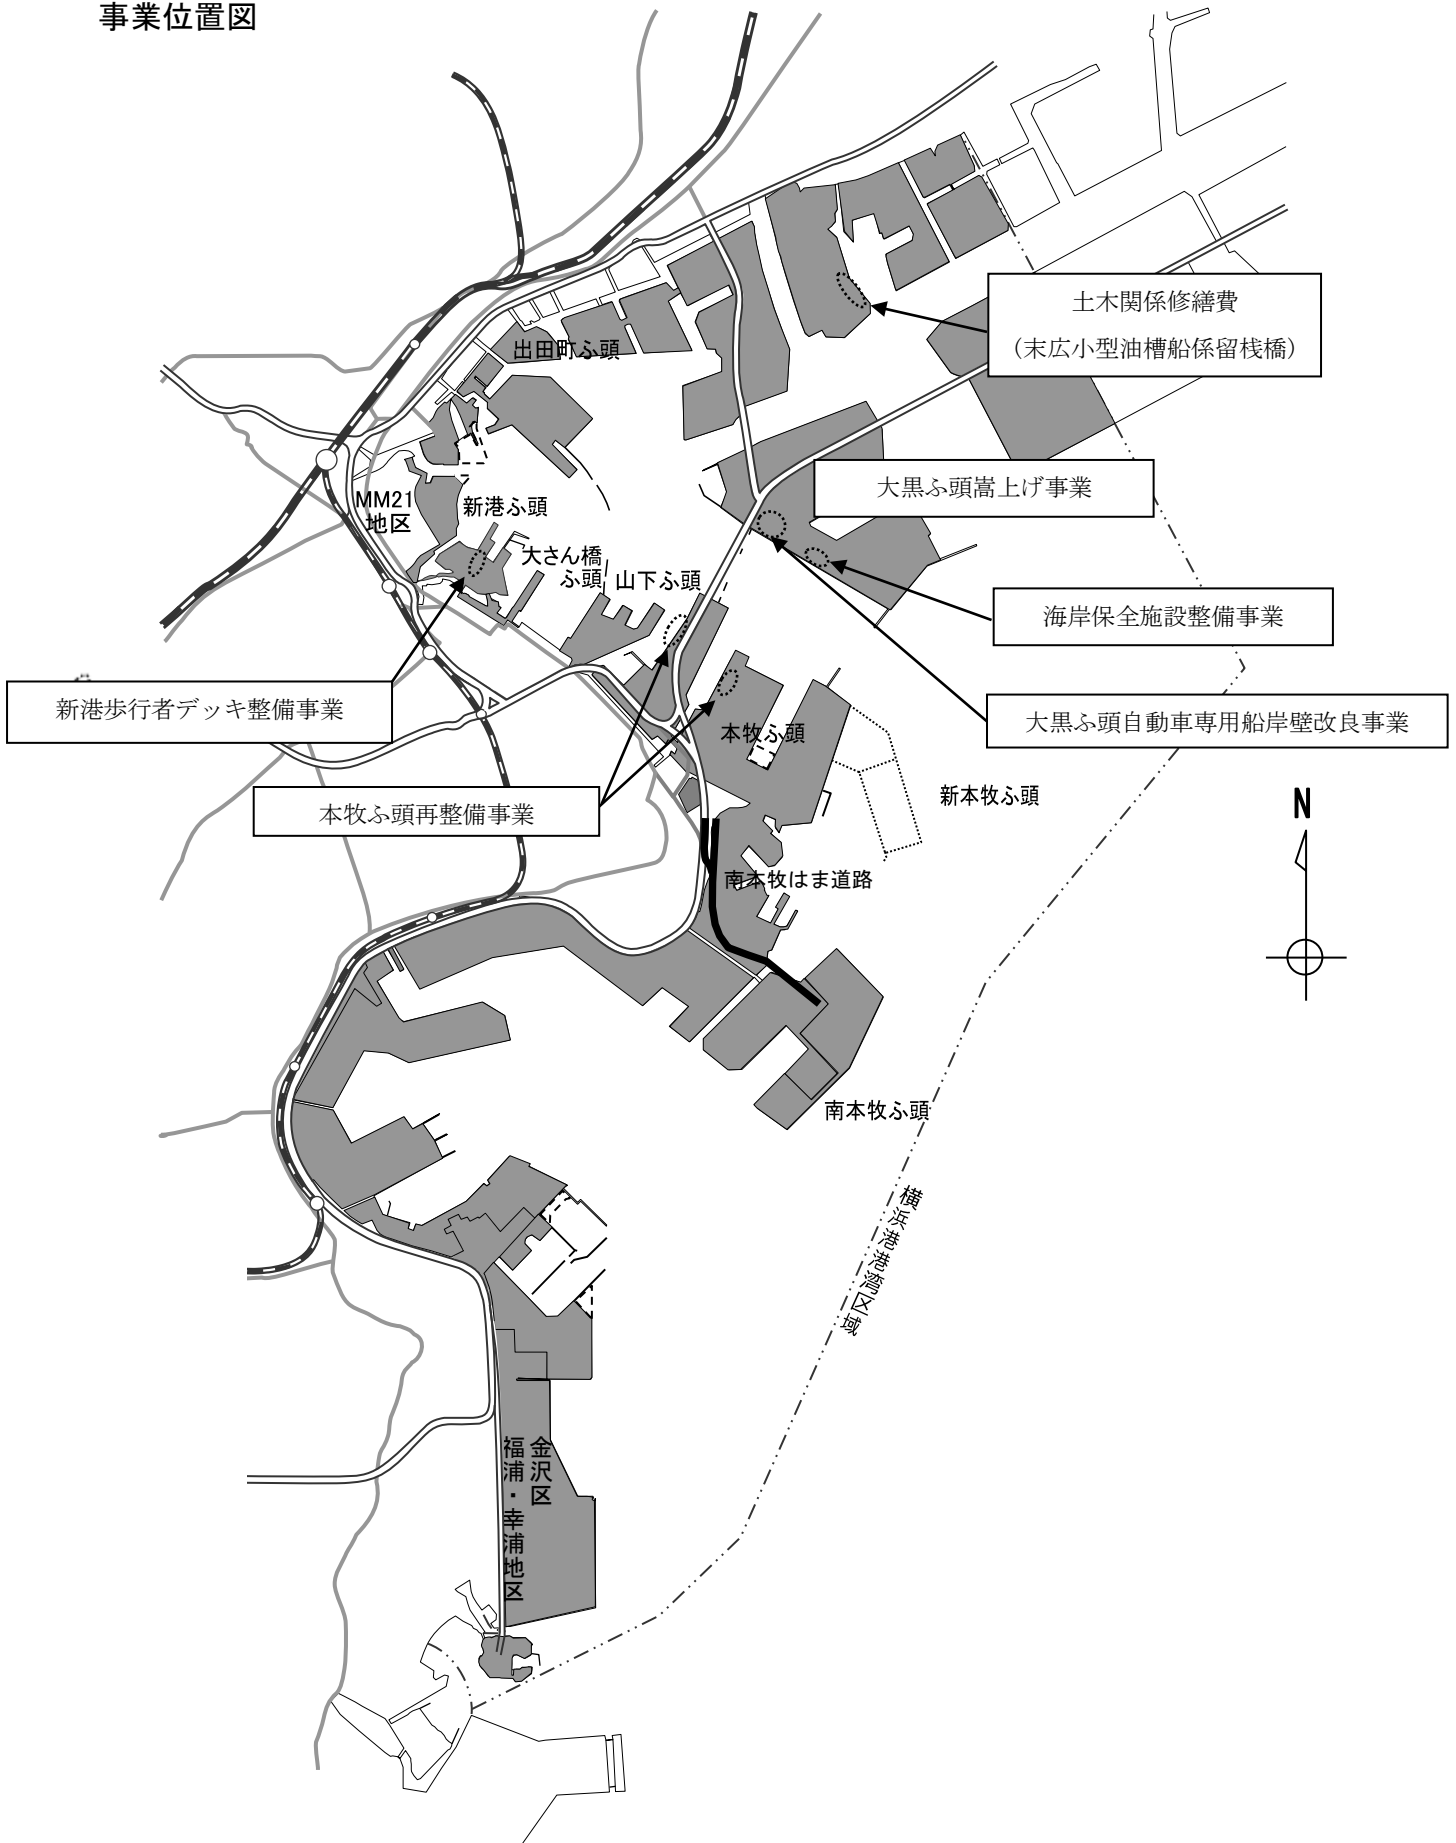 事業位置図
土木関係修繕費
（末広小型油槽船係留桟橋）
出田町ふ頭
大黒ふ頭嵩上げ事業
MM21
地区
新港ふ頭
大さん橋
ふ頭
山下ふ頭
海岸保全施設整備事業
新港歩行者デッキ整備事業
大黒ふ頭自動車専用船岸壁改良事業
本牧ふ頭
新本牧ふ頭
本牧ふ頭再整備事業
N
南本牧はま道路
南本牧ふ頭
横浜港港湾区域
金沢区
福浦・幸浦地区